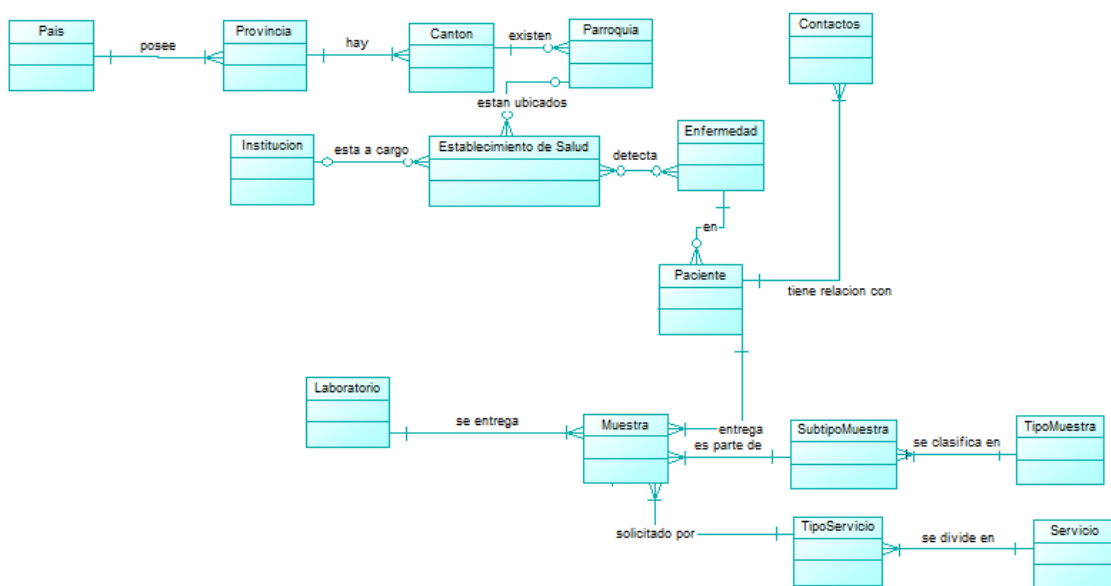 Pais
posee
Provincia
hay
Canton
existen
Parroquia
Contactos
estan ubicados
Institucion
esta a cargo
Establecimiento de Salud
detecta
Enfermedad
en
Paciente
tiene relacion con
Laboratorio
se entrega
Muestra
entrega
es parte de
SubtipoMuestra
se clasifica en
TipoMuestra
solicitado por
TipoServicio
se divide en
Servicio